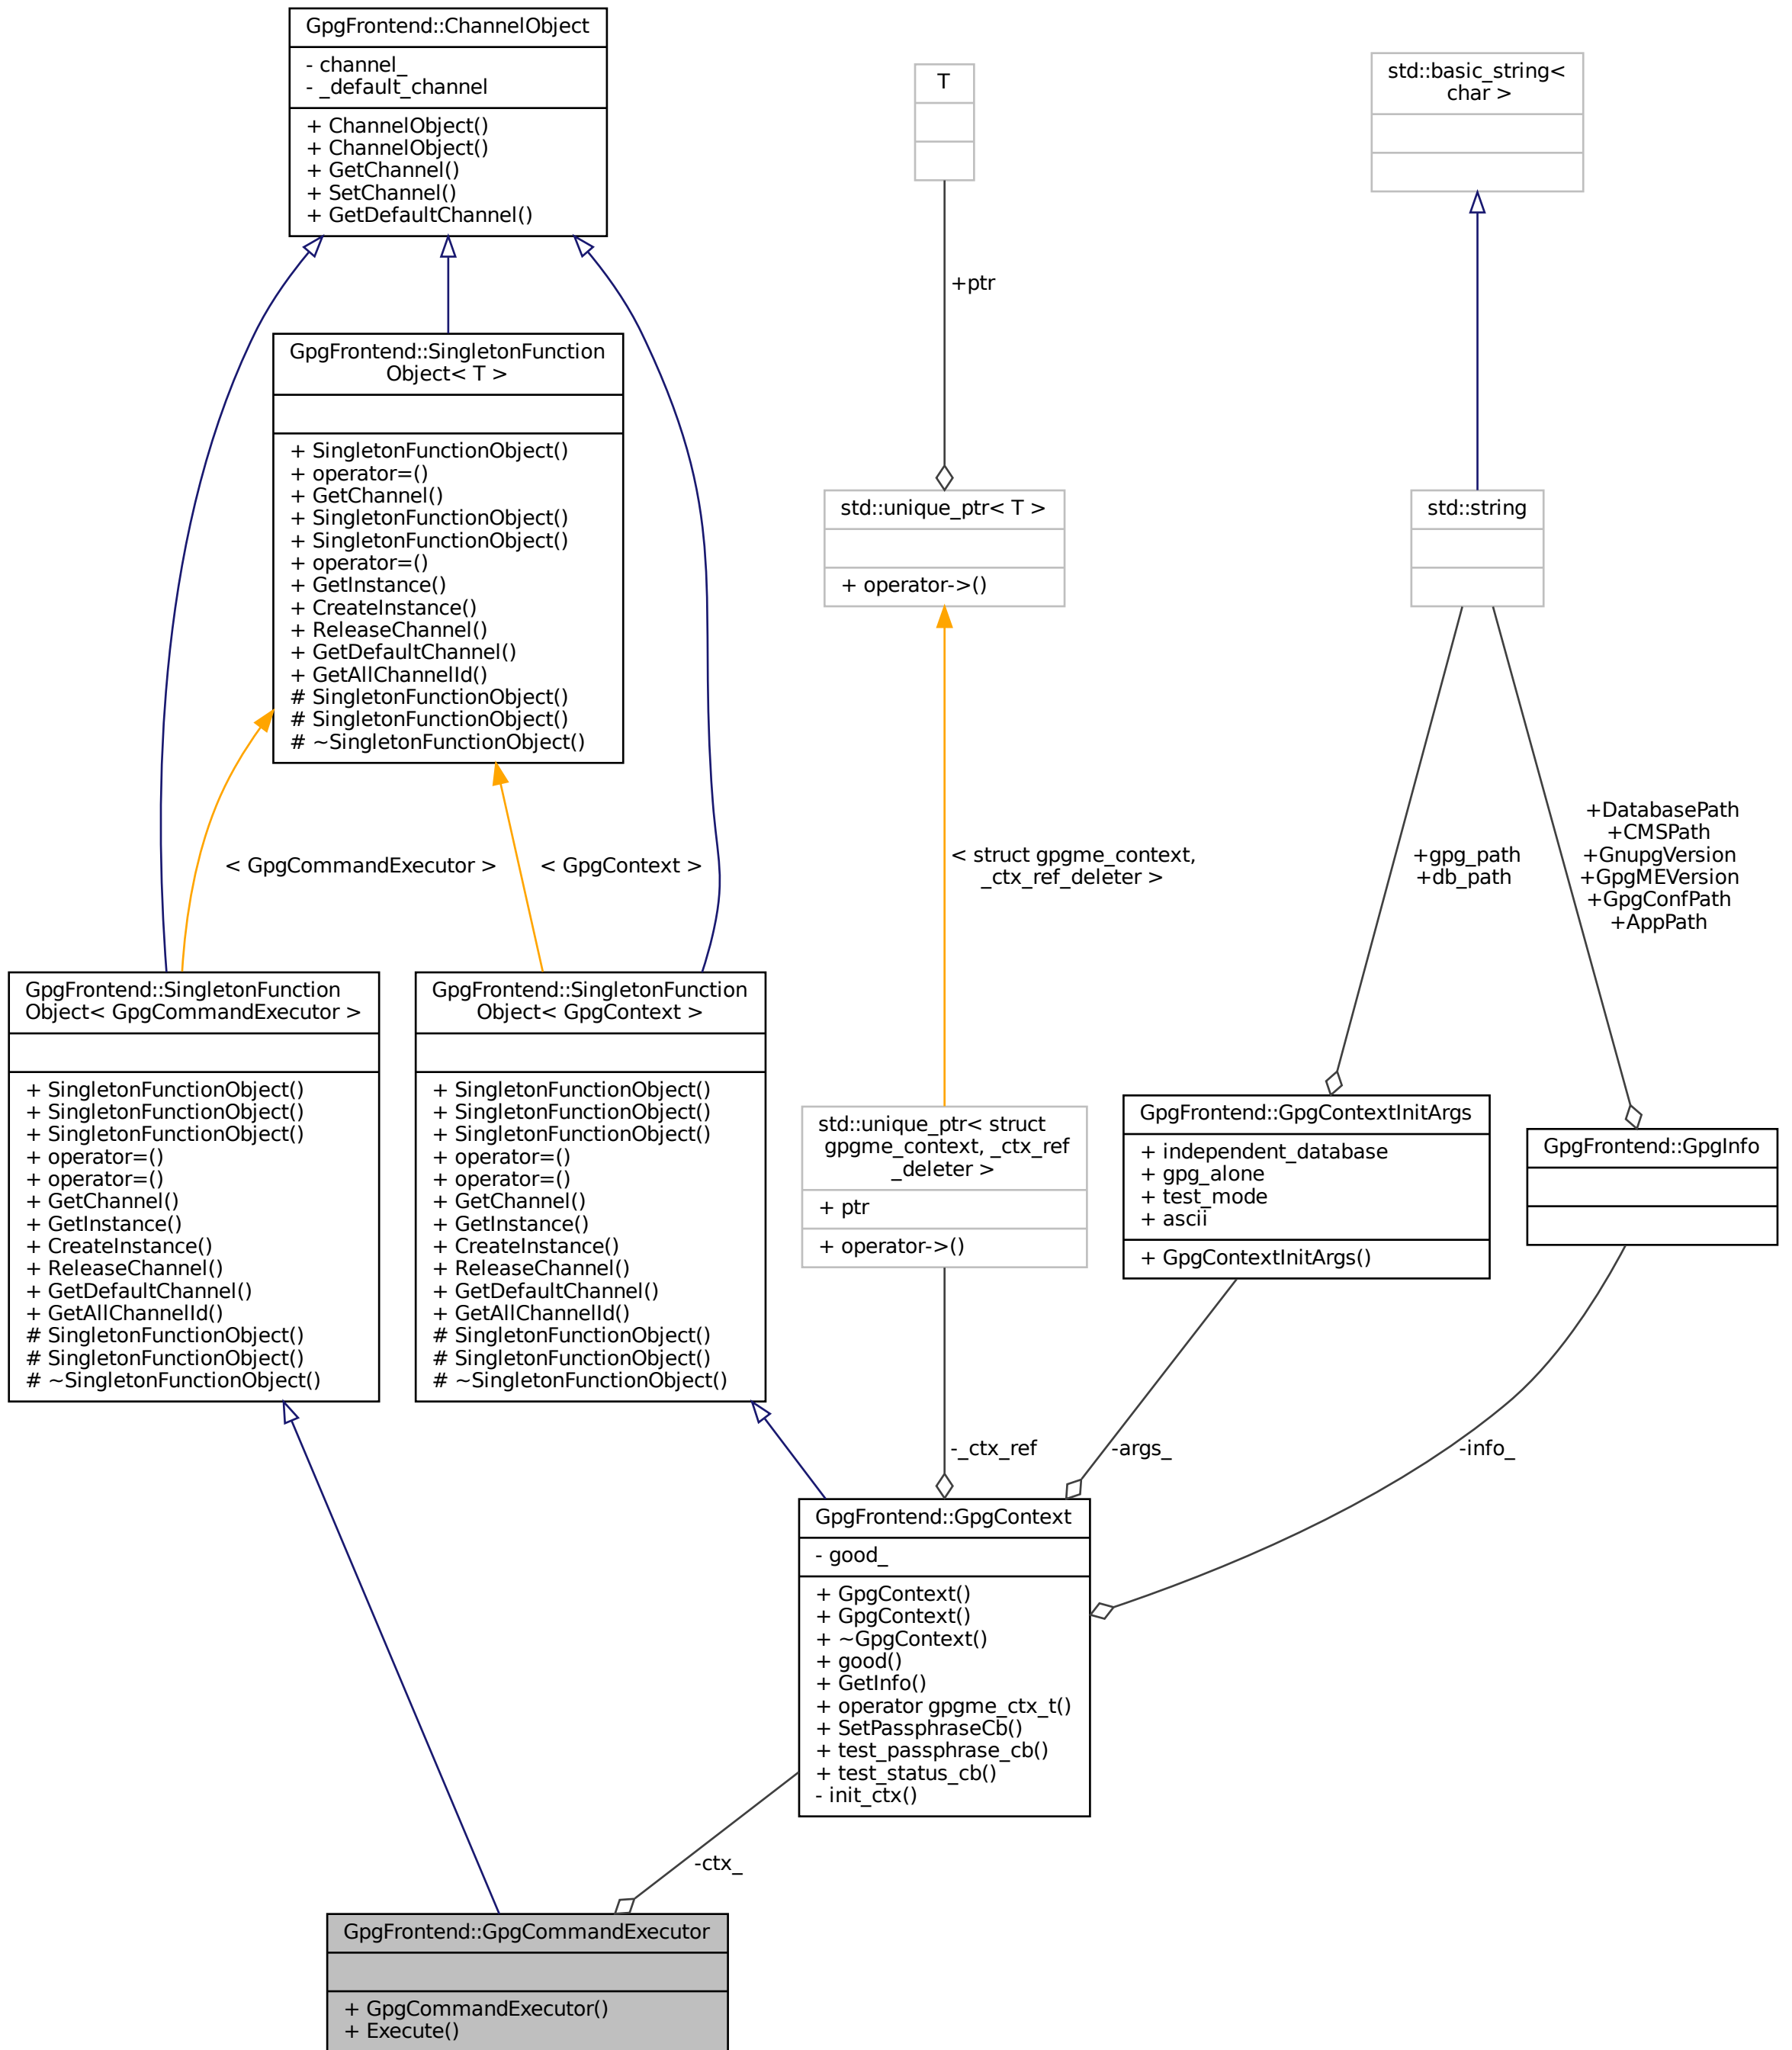 GpgFrontend::ChannelObject
- channel_
- _default_channel
+ ChannelObject()
+ ChannelObject()
+ GetChannel()
+ SetChannel()
+ GetDefaultChannel()
T
std::basic_string<
char >
+ptr
GpgFrontend::SingletonFunction
Object< T >
+ SingletonFunctionObject()
+ operator=()
+ GetChannel()
+ SingletonFunctionObject()
+ SingletonFunctionObject()
+ operator=()
+ GetInstance()
+ CreateInstance()
+ ReleaseChannel()
+ GetDefaultChannel()
+ GetAllChannelId()
# SingletonFunctionObject()
# SingletonFunctionObject()
# ~SingletonFunctionObject()
std::unique_ptr< T >
+ operator->()
std::string
< GpgCommandExecutor >
< GpgContext >
< struct gpgme_context,
_ctx_ref_deleter >
+gpg_path
+db_path
+DatabasePath
+CMSPath
+GnupgVersion
+GpgMEVersion
+GpgConfPath
+AppPath
GpgFrontend::SingletonFunction
Object< GpgCommandExecutor >
+ SingletonFunctionObject()
+ SingletonFunctionObject()
+ SingletonFunctionObject()
+ operator=()
+ operator=()
+ GetChannel()
+ GetInstance()
+ CreateInstance()
+ ReleaseChannel()
+ GetDefaultChannel()
+ GetAllChannelId()
# SingletonFunctionObject()
# SingletonFunctionObject()
# ~SingletonFunctionObject()
GpgFrontend::SingletonFunction
Object< GpgContext >
+ SingletonFunctionObject()
+ SingletonFunctionObject()
+ SingletonFunctionObject()
+ operator=()
+ operator=()
+ GetChannel()
+ GetInstance()
+ CreateInstance()
+ ReleaseChannel()
+ GetDefaultChannel()
+ GetAllChannelId()
# SingletonFunctionObject()
# SingletonFunctionObject()
# ~SingletonFunctionObject()
std::unique_ptr< struct
gpgme_context, _ctx_ref
_deleter >
+ ptr
+ operator->()
GpgFrontend::GpgContextInitArgs
+ independent_database
+ gpg_alone
+ test_mode
+ ascii
+ GpgContextInitArgs()
GpgFrontend::GpgInfo
-_ctx_ref
-args_
-info_
GpgFrontend::GpgContext
- good_
+ GpgContext()
+ GpgContext()
+ ~GpgContext()
+ good()
+ GetInfo()
+ operator gpgme_ctx_t()
+ SetPassphraseCb()
+ test_passphrase_cb()
+ test_status_cb()
- init_ctx()
-ctx_
GpgFrontend::GpgCommandExecutor
+ GpgCommandExecutor()
+ Execute()